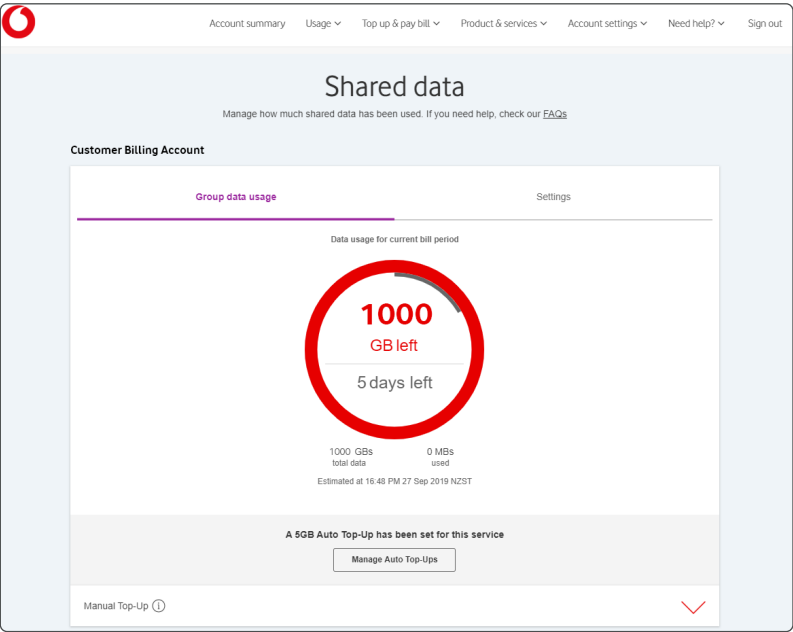 Account summary Usage Top up & pay bill Product & services Account settings Need help? Sign out
Shared data
Manage how much shared data has been used. If you need help, check our FAQs
Customer Billing Account
Group data usage Settings
Data usage for current bill period
1000
GB left
5 days left
1000 GBs 0 MBs
total data used
Estimated at 16:48 PM 27 Sep 2019 NZST
A 5GB Auto Top-Up has been set for this service
Manage Auto Top-Ups
Manual Top-Up i